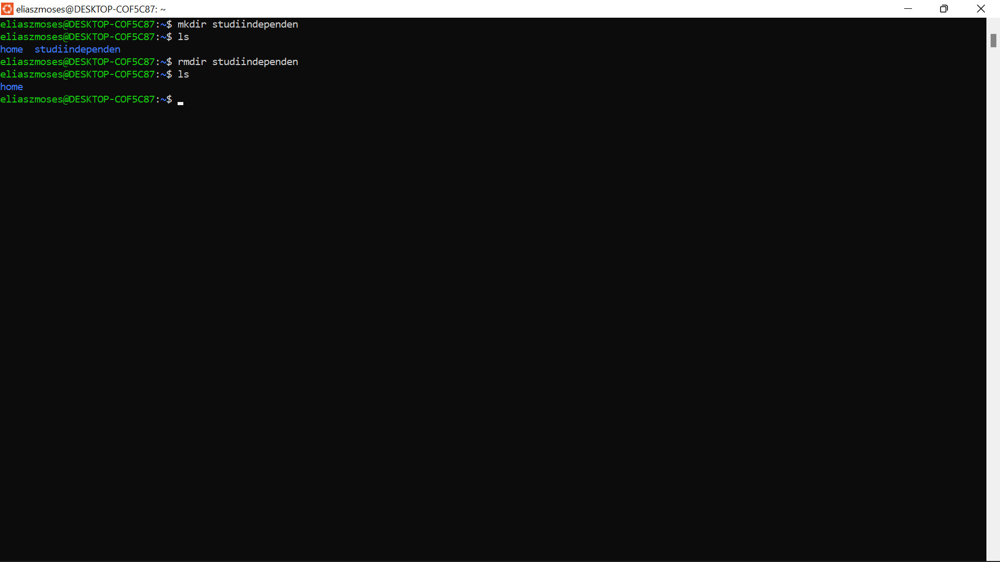 eliaszmoses@DESKTOP-COF5C87: ~
eliaszmoses@DESKTOP-COF5C87:~$ mkdir studiindependen
eliaszmoses@DESKTOP-COF5C87:~$ ls
home  studiindependen
eliaszmoses@DESKTOP-COF5C87:~$ rmdir studiindependen
eliaszmoses@DESKTOP-COF5C87:~$ ls
home
eliaszmoses@DESKTOP-COF5C87:~$